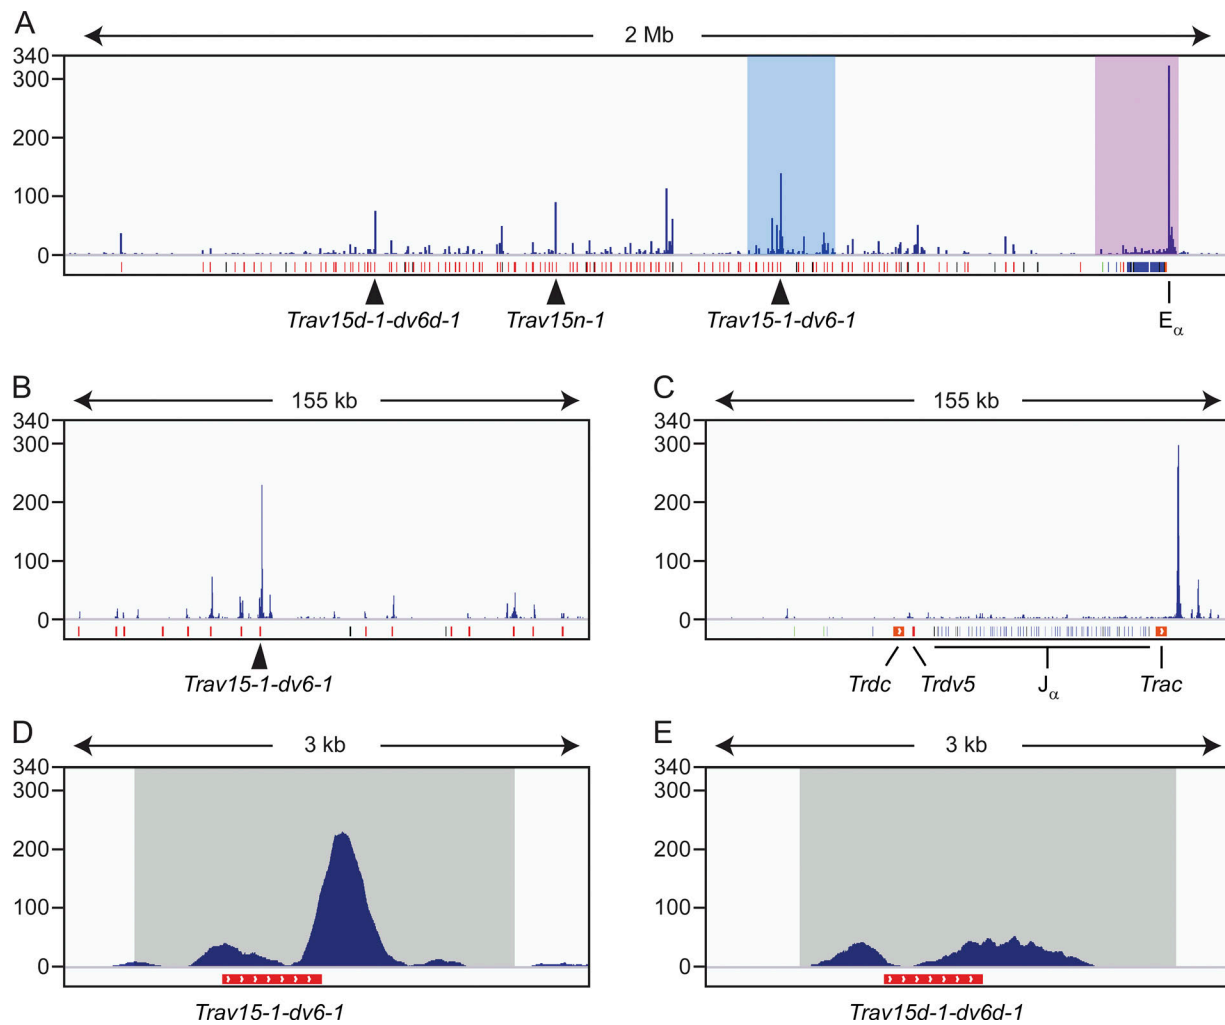 A
2 Mb
340
300
200
100
0
Trav15d-1-dv6d-1 Trav15n-1 Trav15-1-dv6-1 Eα
B
155 kb
340
300
200
100
0
Trav15-1-dv6-1
C
155 kb
340
300
200
100
0
Trdc Trdv5 Jα Trac
D
3 kb
340
300
200
100
0
Trav15-1-dv6-1
E
3 kb
340
300
200
100
0
Trav15d-1-dv6d-1